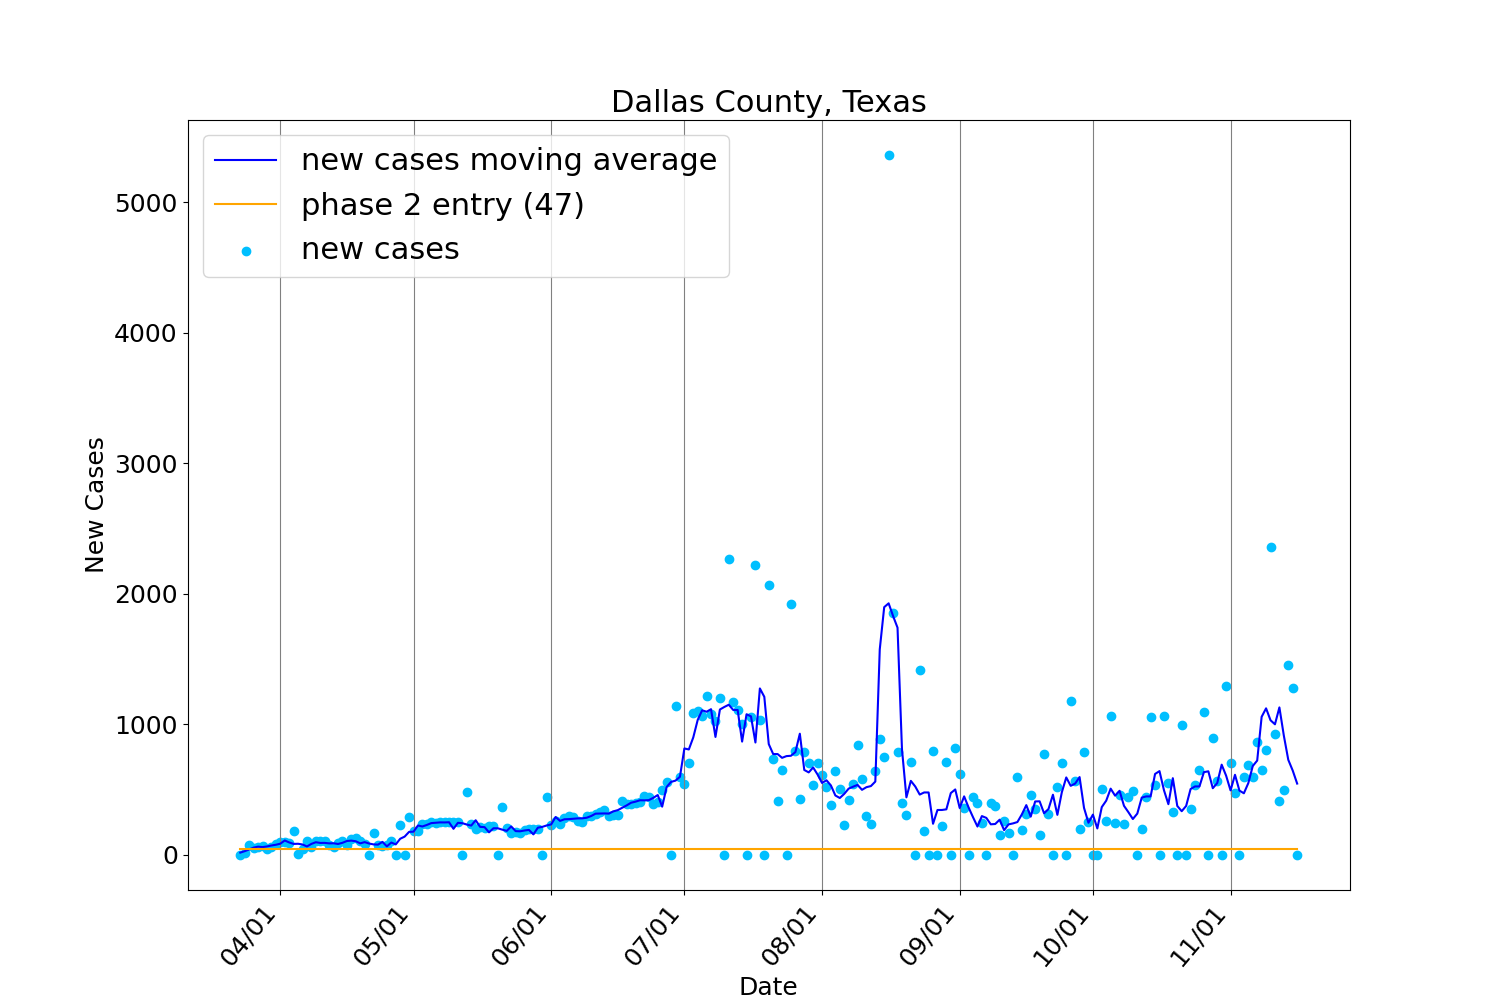 Dallas County, Texas
new cases moving average
phase 2 entry (47)
new cases
New Cases
5000
4000
3000
2000
1000
0
04/01
05/01
06/01
07/01
08/01
09/01
10/01
11/01
Date